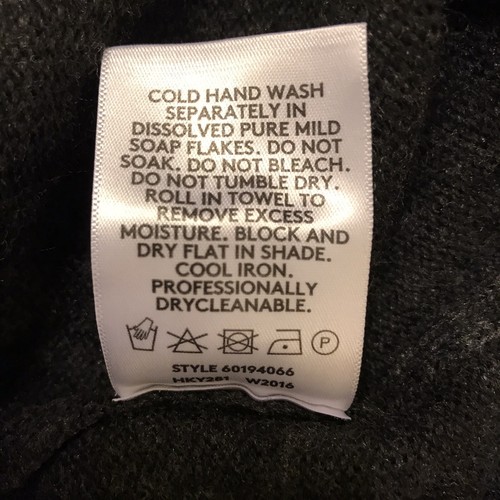 COLD HAND WASH
SEPARATELY IN
DISSOLVED PURE MILD
SOAP FLAKES. DO NOT
SOAK. DO NOT BLEACH.
DO NOT TUMBLE DRY.
ROLL IN TOWEL TO
REMOVE EXCESS
MOISTURE. BLOCK AND
DRY FLAT IN SHADE.
COOL IRON.
PROFESSIONALLY
DRYCLEANABLE.
P
STYLE 60194066
HKY281 W2016